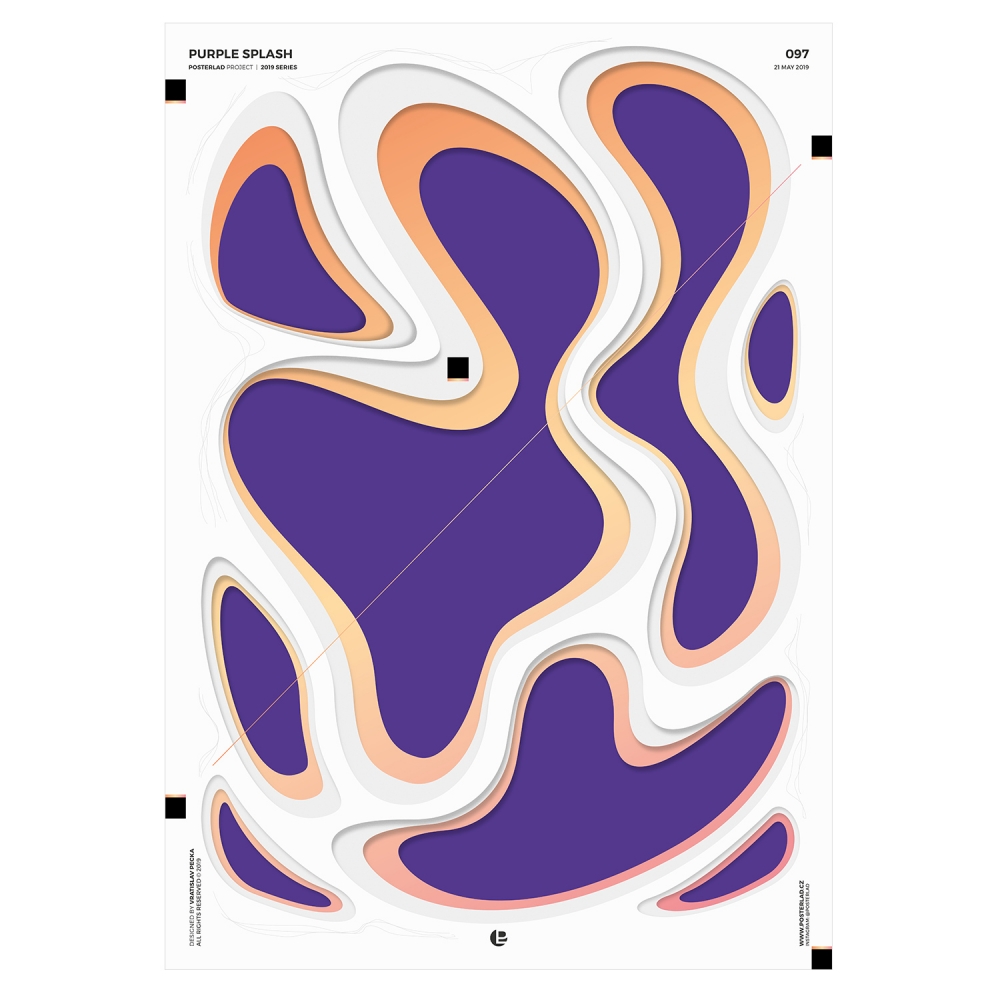 PURPLE SPLASH
POSTERLAD PROJECT | 2019 SERIES
097
21 MAY 2019
DESIGNED BY VRATISLAV PECKA
ALL RIGHTS RESERVED © 2019
WWW.POSTERLAD.CZ
INSTAGRAM: @POSTERLAD